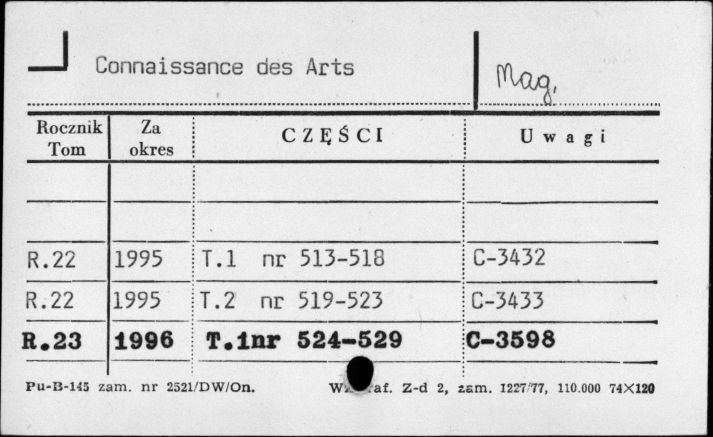 Connaissance des Arts
Mag.
Rocznik Tom Za okres CZĘŚCI Uwagi
R.22 1995 T.1 nr 513-518 C-3432
R.22 1995 T.2 nr 519-523 C-3433
R.23 1996 T.1nr 524-529 C-3598
Pu-B-145 zam. nr 2521/DW/On. af. Z-d 2, zam. 1227/77, 110.000 74×120